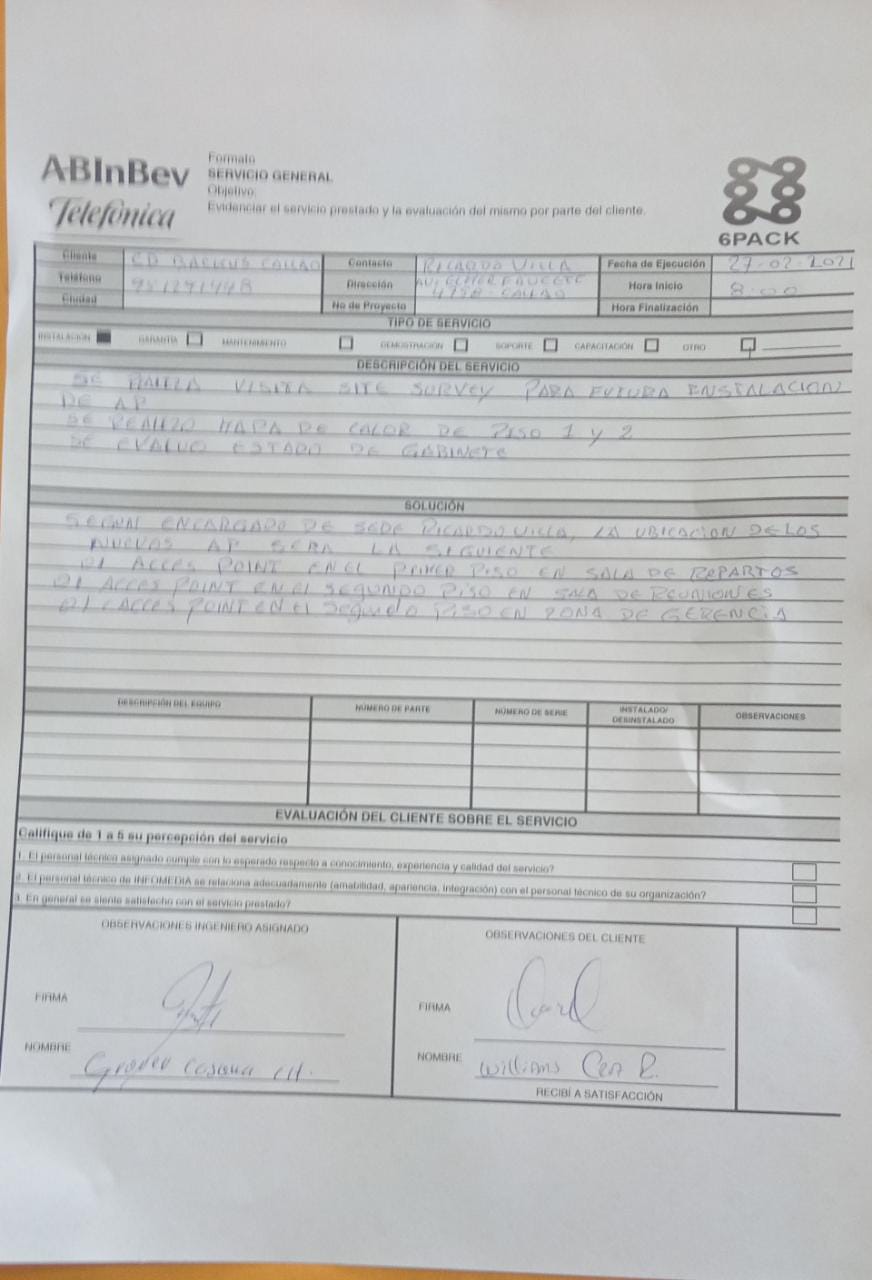 ABInBev
Telefónica
Formato
SERVICIO GENERAL
Objetivo:
Evidenciar el servicio prestado y la evaluación del mismo por parte del cliente.
6PACK
Cliente CD BACKUS CALLAO Contacto RICARDO VILLA Fecha de Ejecución 27-02-2021
Teléfono Dirección AV. ELMER FAUCETT Hora Inicio 8:00
CALLAO
Ciudad No de Proyecto Hora Finalización
TIPO DE SERVICIO
INSTALACIÓN GARANTIA MANTENIMIENTO DEMOSTRACIÓN SOPORTE CAPACITACIÓN OTRO
DESCRIPCIÓN DEL SERVICIO
SE VISITA SITE SURVEY PARA FUTURA INSTALACION
DE AP
SE REALIZO MAPA DE CALOR DE PISO 1 y 2
SE EVALUO ESTADO DE GABINETE
SOLUCIÓN
SEGUN ENCARGADO DE SEDE RICARDO VILLA, LA UBICACION DE LOS
NUEVOS AP SERA LA SIGUIENTE
01 ACCES POINT EN EL PRIMER PISO EN SALA DE REPARTOS
01 ACCES POINT EN EL SEGUNDO PISO EN SALA DE REUNIONES
01 ACCES POINT EN EL Segundo PISO EN ZONA DE GERENCIA
DESCRIPCIÓN DEL EQUIPO NÚMERO DE PARTE NÚMERO DE SERIE INSTALADO/ DESINSTALADO OBSERVACIONES
EVALUACIÓN DEL CLIENTE SOBRE EL SERVICIO
Califique de 1 a 5 su percepción del servicio
1. El personal técnico asignado cumple con lo esperado respecto a conocimiento, experiencia y calidad del servicio?
2. El personal técnico de INFOMEDIA se relaciona adecuadamente (amabilidad, apariencia, integración) con el personal técnico de su organización?
3. En general se siente satisfecho con el servicio prestado?
OBSERVACIONES INGENIERO ASIGNADO OBSERVACIONES DEL CLIENTE
FIRMA FIRMA
NOMBRE NOMBRE Williams R.
RECIBÍ A SATISFACCIÓN